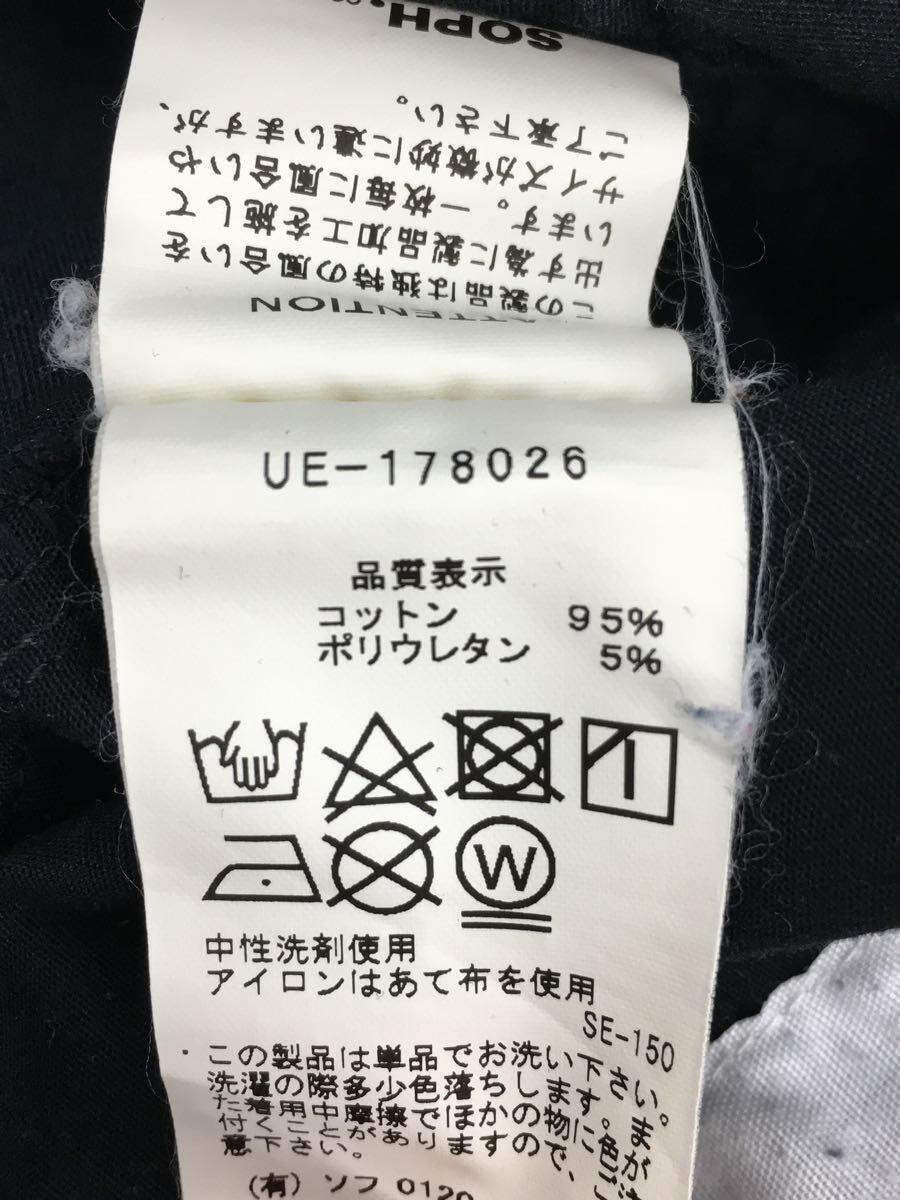 SOPH.
ATTENTION
この製品は独特の風合いを
出す為に製品加工を施して
います。一枚毎に風合いや
サイズが微妙に違いますが、
ご了承下さい。
UE-178026
品質表示
コットン 95%
ポリウレタン 5%
W
中性洗剤使用
アイロンはあて布を使用
SE-150
・この製品は単品でお洗い下さい。
洗濯の際多少色落ちします。ま
た着用中摩擦でほかの物に色が
付くことがありますので、ご
意下さい。
(有) ソフ 0120